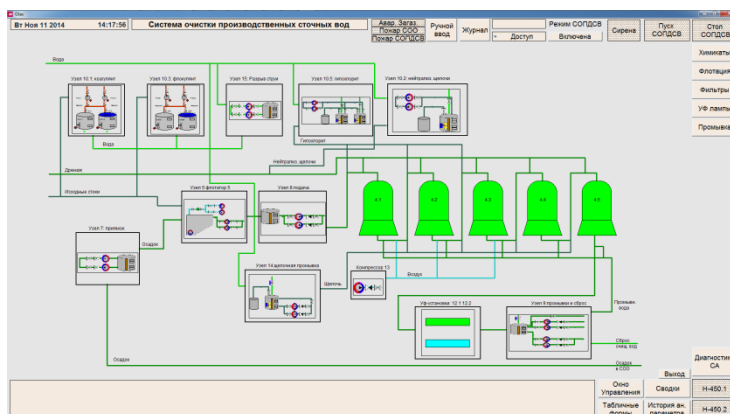 Вт Ноя 11 2014
14:17:56
Система очистки производственных сточных вод
Авар. Загаз.
Пожар СОО
Пожар СОПДСВ
Ручной
ввод
Журнал
Доступ
Режим СОПДСВ
Включена
Сирена
Пуск
СОПДСВ
Стоп
СОПДСВ
Химикаты
Флотация
Фильтры
УФ лампы
Промывка
Вода
Узел 10.1: коагулянт
Узел 10.3: флокулянт
Узел 10.5: гипохлорит
Узел 10.2: нейтрализ. щелочи
Вода
Гипохлорит
Нейтрализ. щелочи
Дренаж
Исходные стоки
Узел 5 флотатор 5
Узел 8 подача
4.1
4.2
4.3
4.4
4.5
Узел 7: приямок
Осадок
Узел 14 щелочная промывка
Щелочь
Компрессор 13
Воздух
Уф-установка: 12.1 12.2
Узел 9 промывки и сброс
Промывн.
вода
Сброс
очищ. вод
Осадок
Осадок
в СОО
Диагностика
СА
Выход
Окно
Управления
Сводки
Н-450.1
Табличные
формы
История ан.
параметров
Н-450.2